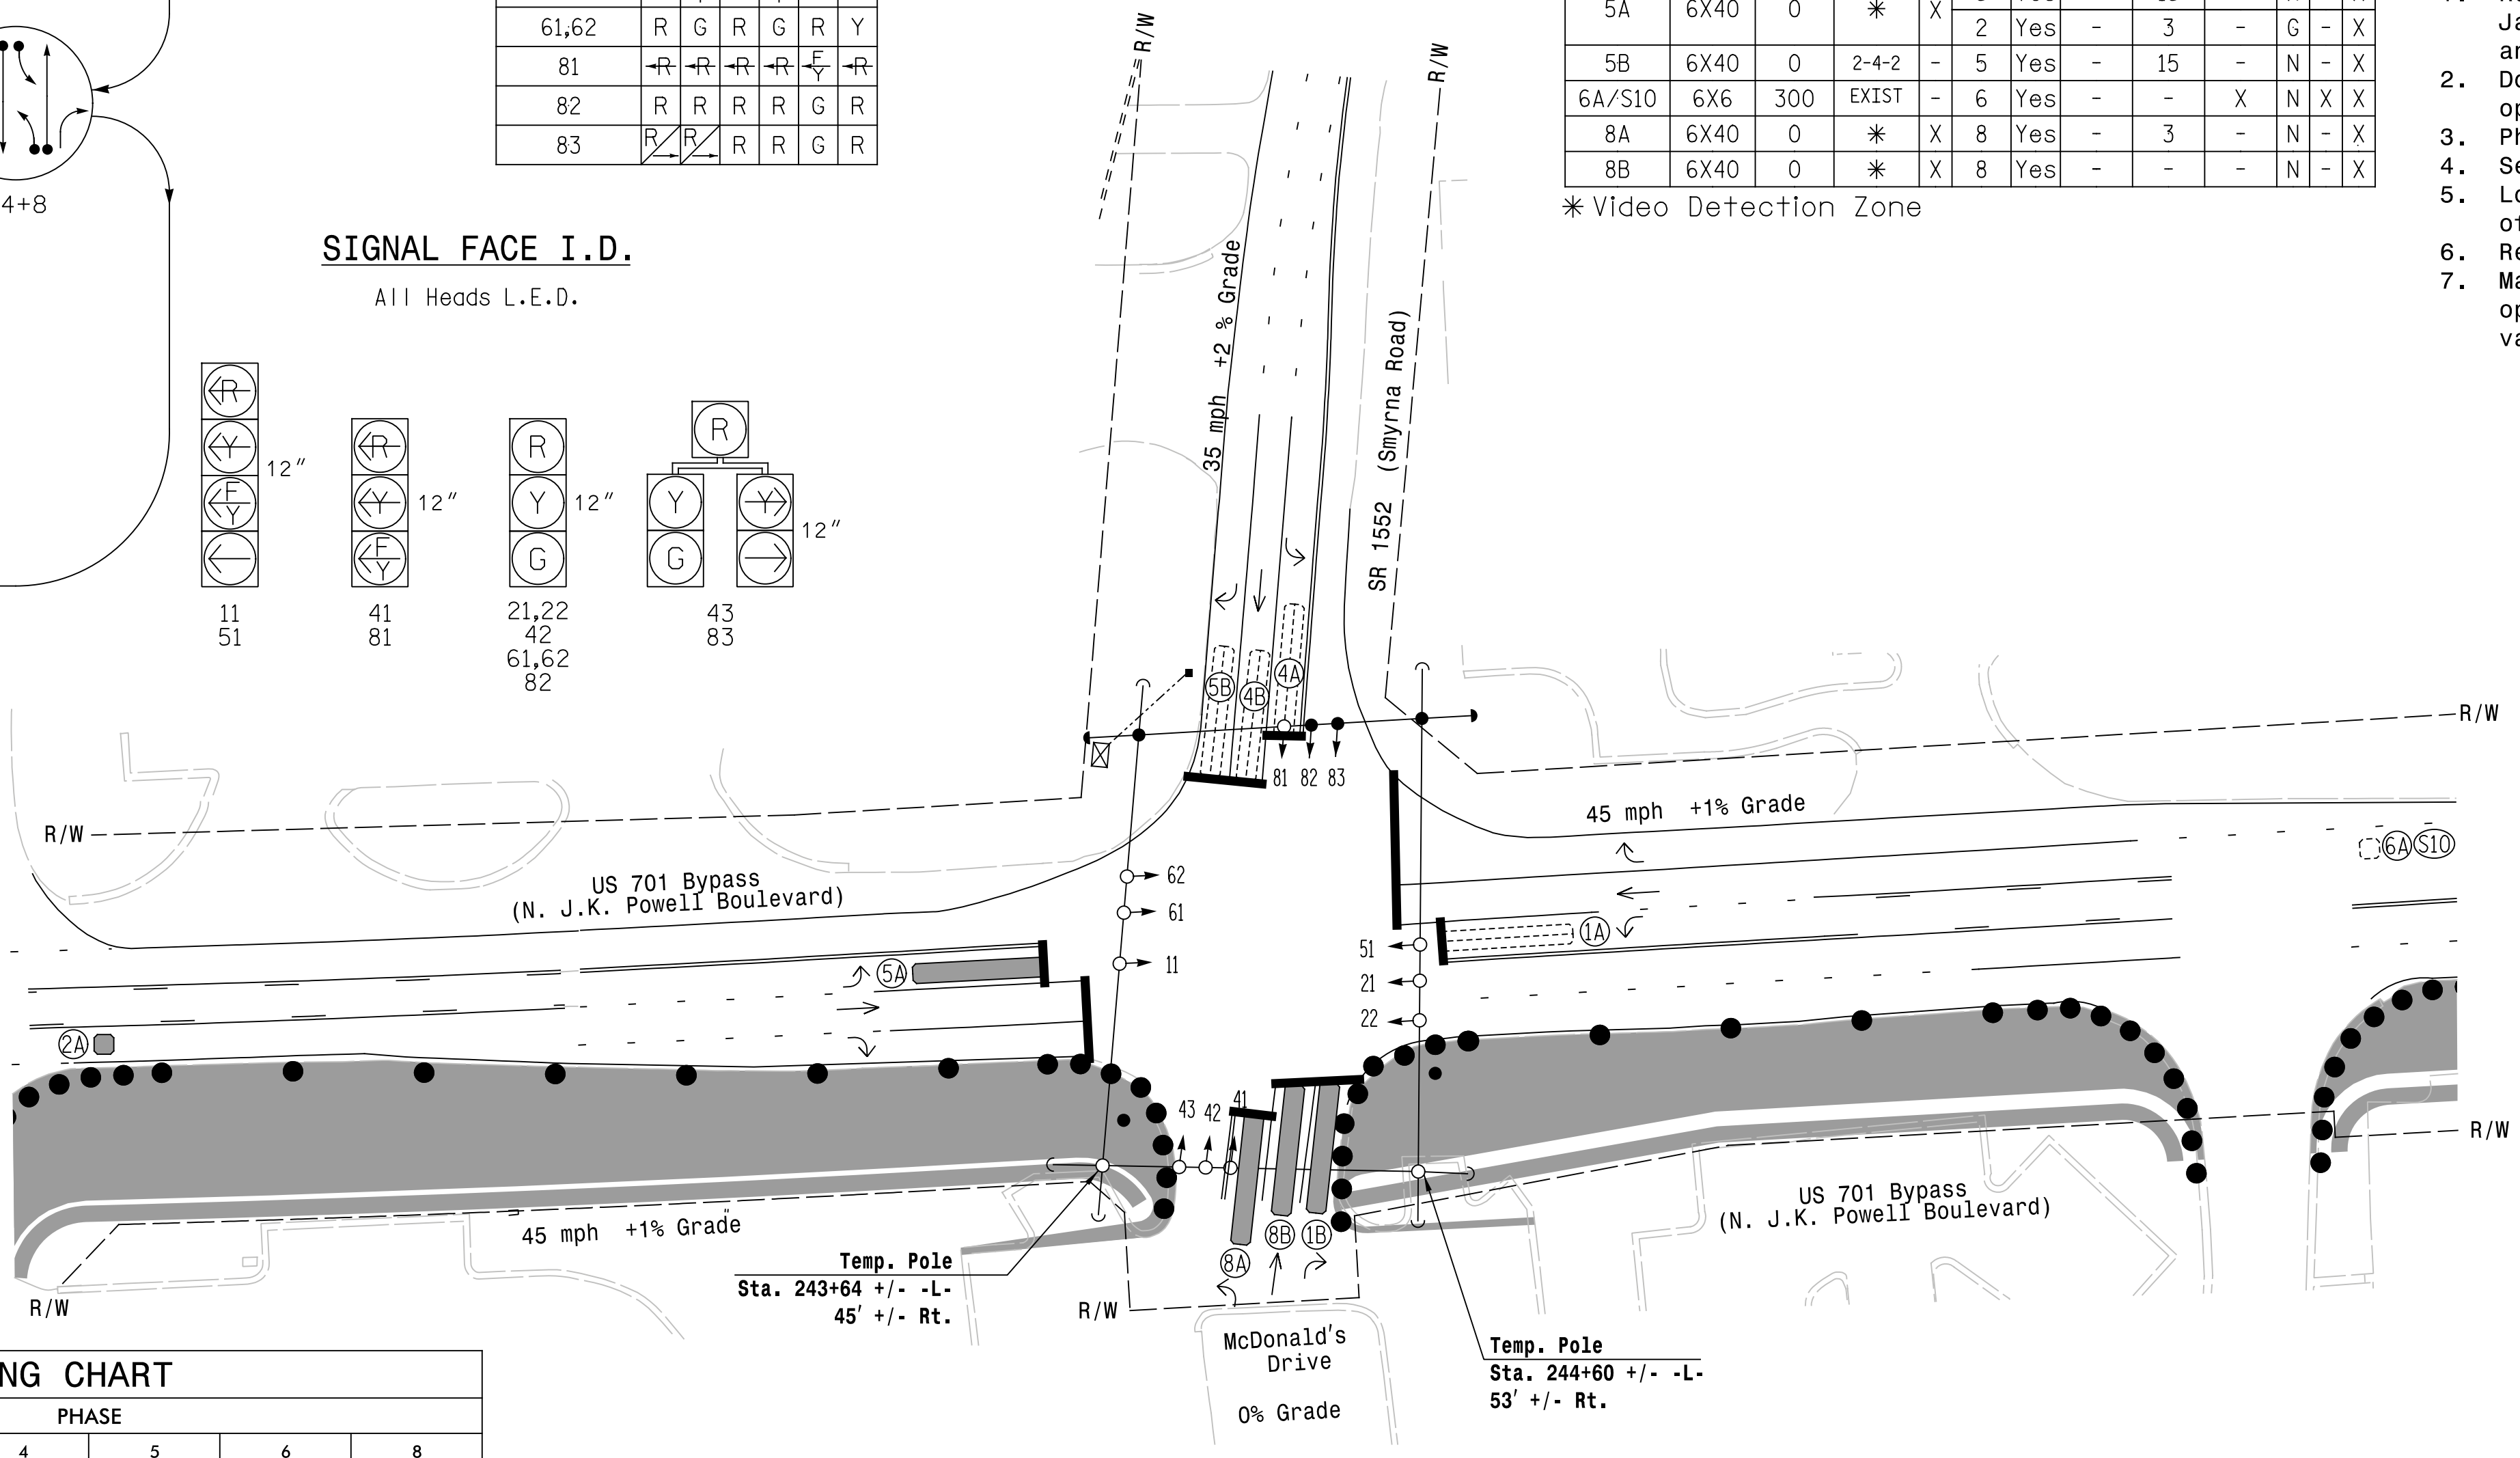 61,62 R G R G R Y
81 R R R R F Y R
82 R R R R G R
83 R R R R G R
4+8
SIGNAL FACE I.D.
All Heads L.E.D.
R
Y
F
Y
12"
11
51
R
Y
F
Y
12"
41
81
R
Y
G
12"
21,22
42
61,62
82
R
Y Y
G
12"
43
83
5A 6X40 0 * X
2 Yes - 3 - G - X
5B 6X40 0 2-4-2 - 5 Yes - 15 - N - X
6A/S10 6X6 300 EXIST - 6 Yes - - X N X X
8A 6X40 0 * X 8 Yes - 3 - N - X
8B 6X40 0 * X 8 Yes - - - N - X
* Video Detection Zone
2.
3.
4.
5.
6.
7.
R/W
R/W
35 mph +2 % Grade
SR 1552 (Smyrna Road)
5B
4B
4A
81 82 83
R/W
R/W
45 mph +1% Grade
6A S10
US 701 Bypass
(N. J.K. Powell Boulevard)
62
61
11
51
21
22
1A
5A
2A
43 42 41
R/W
US 701 Bypass
(N. J.K. Powell Boulevard)
45 mph +1% Grade
8A
8B
1B
R/W
R/W
Temp. Pole
Sta. 243+64 +/- -L-
45' +/- Rt.
McDonald's
Drive
0% Grade
Temp. Pole
Sta. 244+60 +/- -L-
53' +/- Rt.
NG CHART
PHASE
4 5 6 8